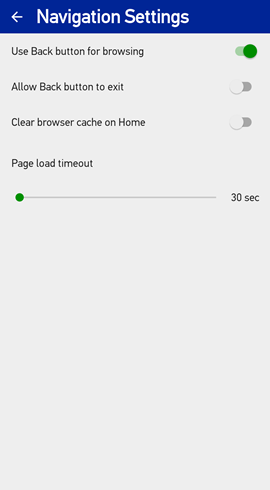 Navigation Settings
Use Back button for browsing
Allow Back button to exit
Clear browser cache on Home
Page load timeout
30 sec